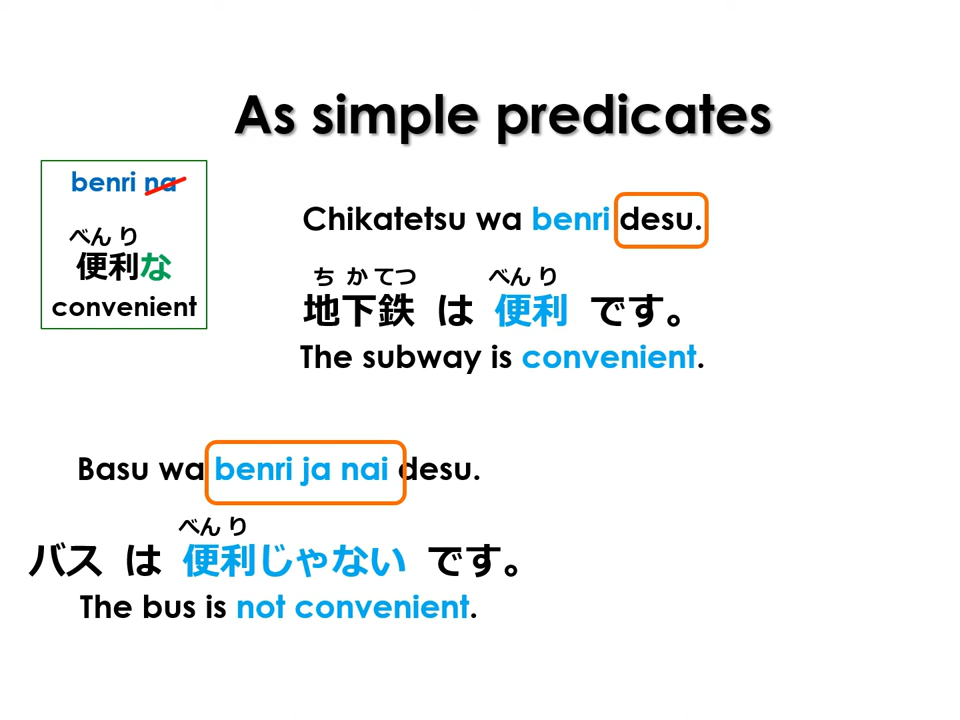 As simple predicates
benri na
べん り
便利な
convenient
Chikatetsu wa benri desu.
ち か てつ べん り
地下鉄 は 便利 です。
The subway is convenient.
Basu wa benri ja nai desu.
べん り
バス は 便利じゃない です。
The bus is not convenient.